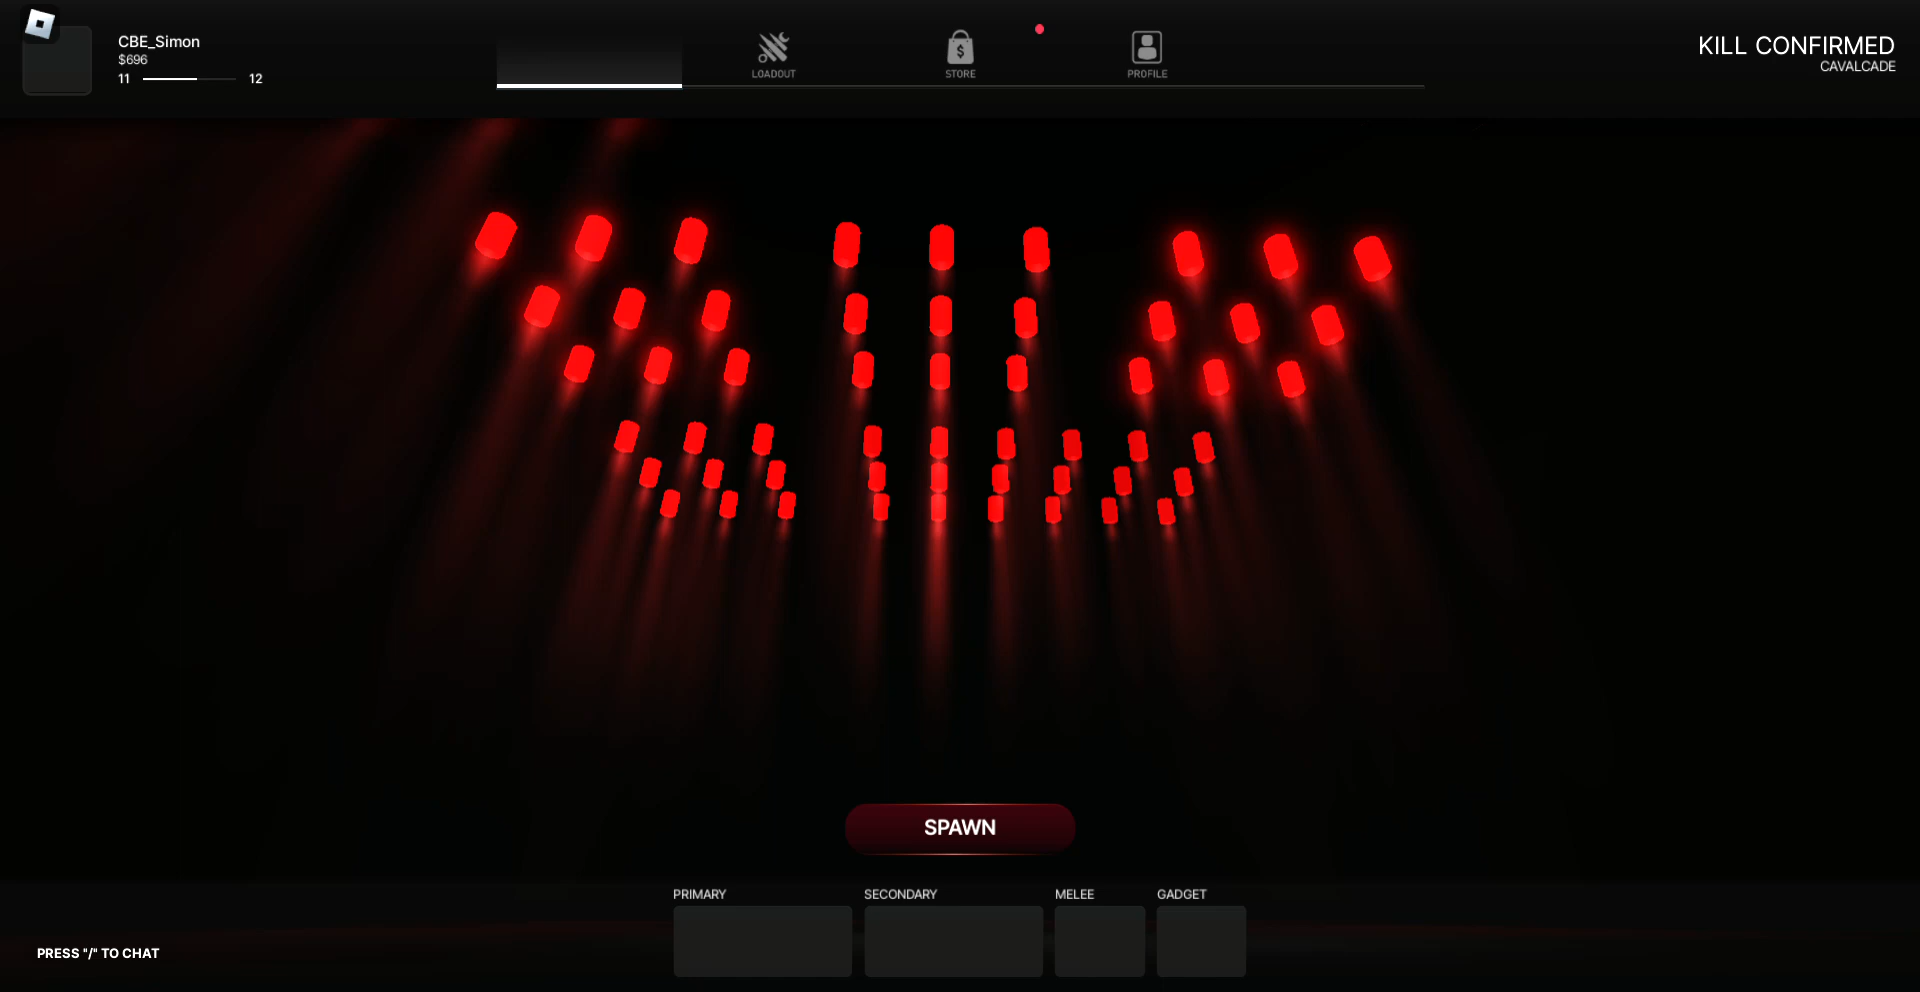 CBE_Simon
$696
11 12
LOADOUT
STORE
PROFILE
KILL CONFIRMED
CAVALCADE
SPAWN
PRIMARY
SECONDARY
MELEE
GADGET
PRESS "/" TO CHAT